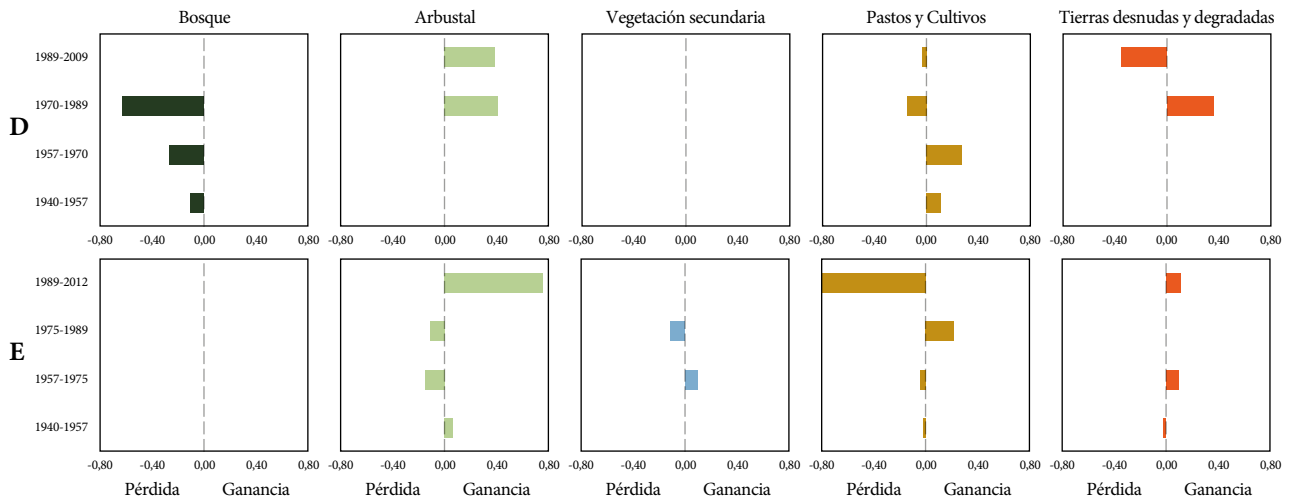 Bosque Arbustal Vegetación secundaria Pastos y Cultivos Tierras desnudas y degradadas
D
1989-2009
1970-1989
1957-1970
1940-1957
-0,80 -0,40 0,00 0,40 0,80 -0,80 -0,40 0,00 0,40 0,80 -0,80 -0,40 0,00 0,40 0,80 -0,80 -0,40 0,00 0,40 0,80 -0,80 -0,40 0,00 0,40 0,80
E
1989-2012
1975-1989
1957-1975
1940-1957
-0,80 -0,40 0,00 0,40 0,80 -0,80 -0,40 0,00 0,40 0,80 -0,80 -0,40 0,00 0,40 0,80 -0,80 -0,40 0,00 0,40 0,80 -0,80 -0,40 0,00 0,40 0,80
Pérdida Ganancia Pérdida Ganancia Pérdida Ganancia Pérdida Ganancia Pérdida Ganancia